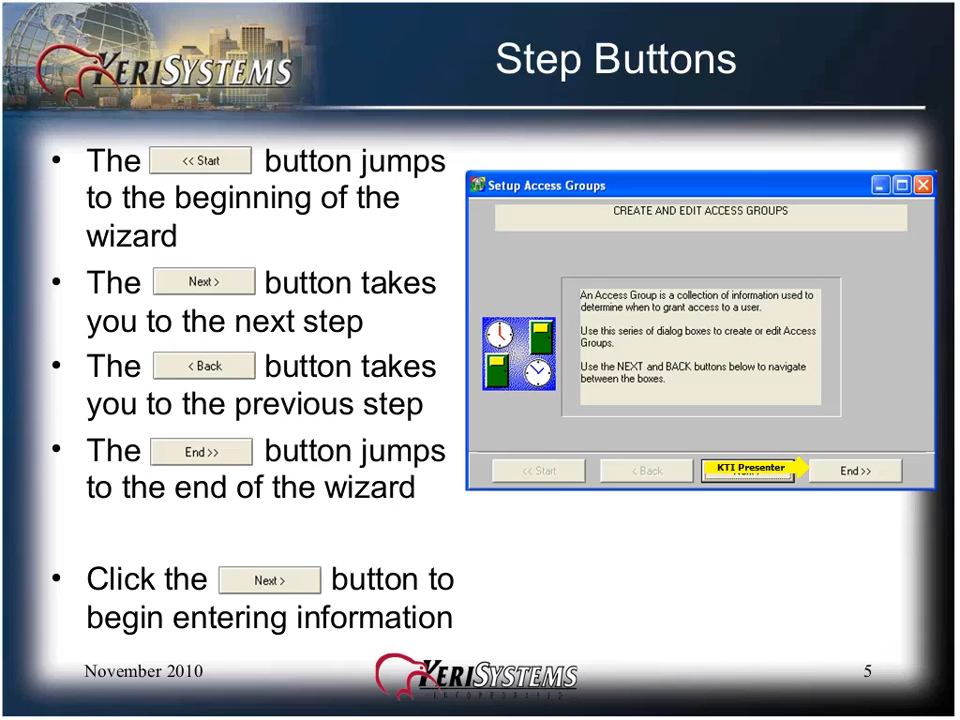 KERISYSTEMS
Step Buttons
• The << Start button jumps
to the beginning of the
wizard
• The Next > button takes
you to the next step
• The < Back button takes
you to the previous step
• The End >> button jumps
to the end of the wizard
• Click the Next > button to
begin entering information
Setup Access Groups
CREATE AND EDIT ACCESS GROUPS
An Access Group is a collection of information used to
determine when to grant access to a user.
Use this series of dialog boxes to create or edit Access
Groups.
Use the NEXT and BACK buttons below to navigate
between the boxes.
<< Start
< Back
KTI Presenter
End >>
November 2010
KERISYSTEMS
INCORPORATED
5